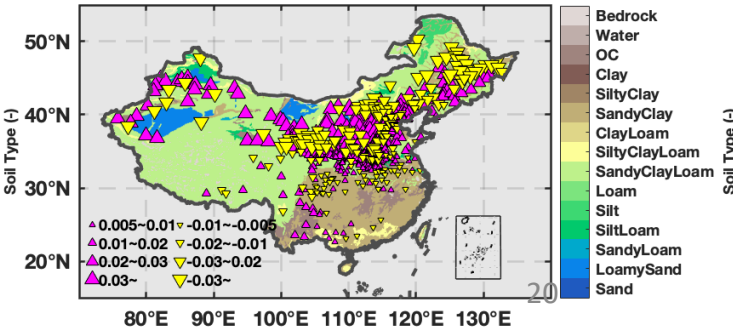 Soil Type (-)
50°N
40°N
30°N
20°N
0.005~0.01 -0.01~-0.005
0.01~0.02 -0.02~-0.01
0.02~0.03 -0.03~0.02
0.03~ -0.03~
80°E 90°E 100°E 110°E 120°E 130°E
20
Bedrock
Water
OC
Clay
SiltyClay
SandyClay
ClayLoam
SiltyClayLoam
SandyClayLoam
Loam
Silt
SiltLoam
SandyLoam
LoamySand
Sand
Soil Type (-)